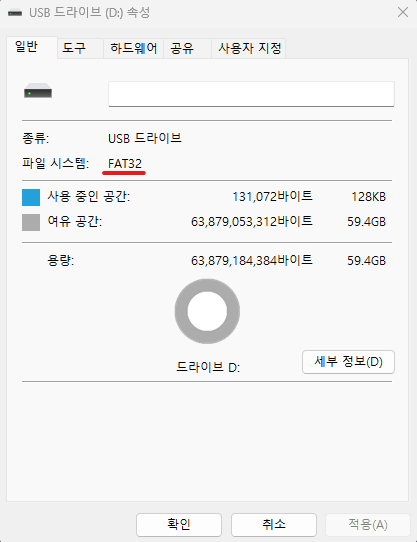 USB 드라이브 (D:) 속성
일반 도구 하드웨어 공유 사용자 지정
종류: USB 드라이브
파일 시스템: FAT32
사용 중인 공간: 131,072바이트 128KB
여유 공간: 63,879,053,312바이트 59.4GB
용량: 63,879,184,384바이트 59.4GB
드라이브 D:
세부 정보(D)
확인 취소 적용(A)